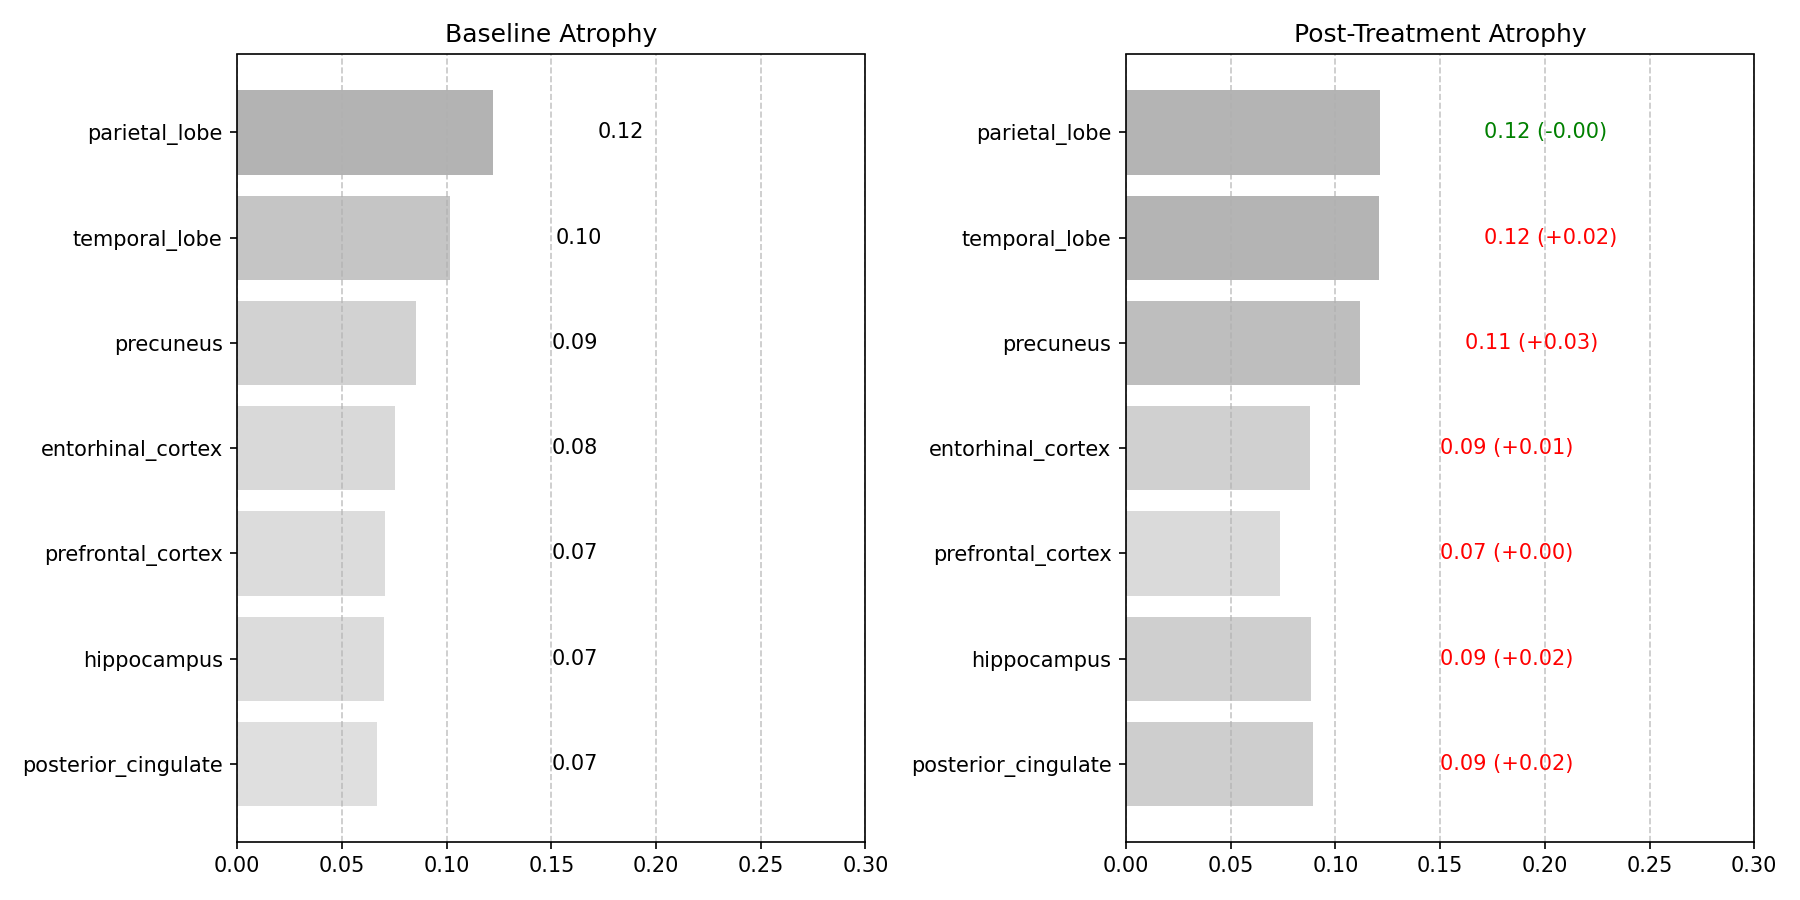 Baseline Atrophy
parietal_lobe
0.12
temporal_lobe
0.10
precuneus
0.09
entorhinal_cortex
0.08
prefrontal_cortex
0.07
hippocampus
0.07
posterior_cingulate
0.07
0.00 0.05 0.10 0.15 0.20 0.25 0.30
Post-Treatment Atrophy
parietal_lobe
0.12 (-0.00)
temporal_lobe
0.12 (+0.02)
precuneus
0.11 (+0.03)
entorhinal_cortex
0.09 (+0.01)
prefrontal_cortex
0.07 (+0.00)
hippocampus
0.09 (+0.02)
posterior_cingulate
0.09 (+0.02)
0.00 0.05 0.10 0.15 0.20 0.25 0.30